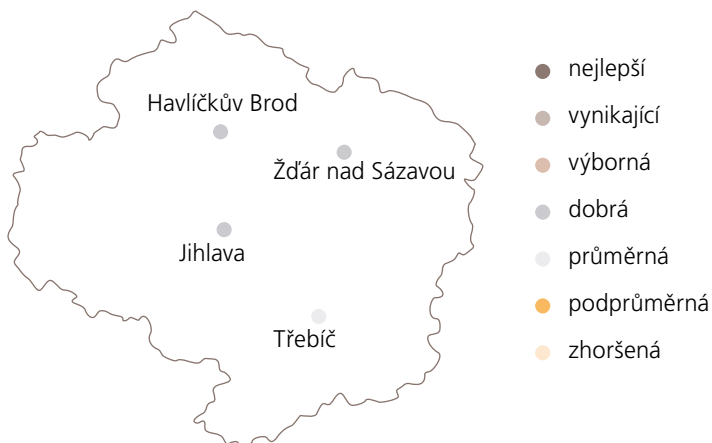 Havlíčkův Brod
Žďár nad Sázavou
Jihlava
Třebíč
nejlepší
vynikající
výborná
dobrá
průměrná
podprůměrná
zhoršená